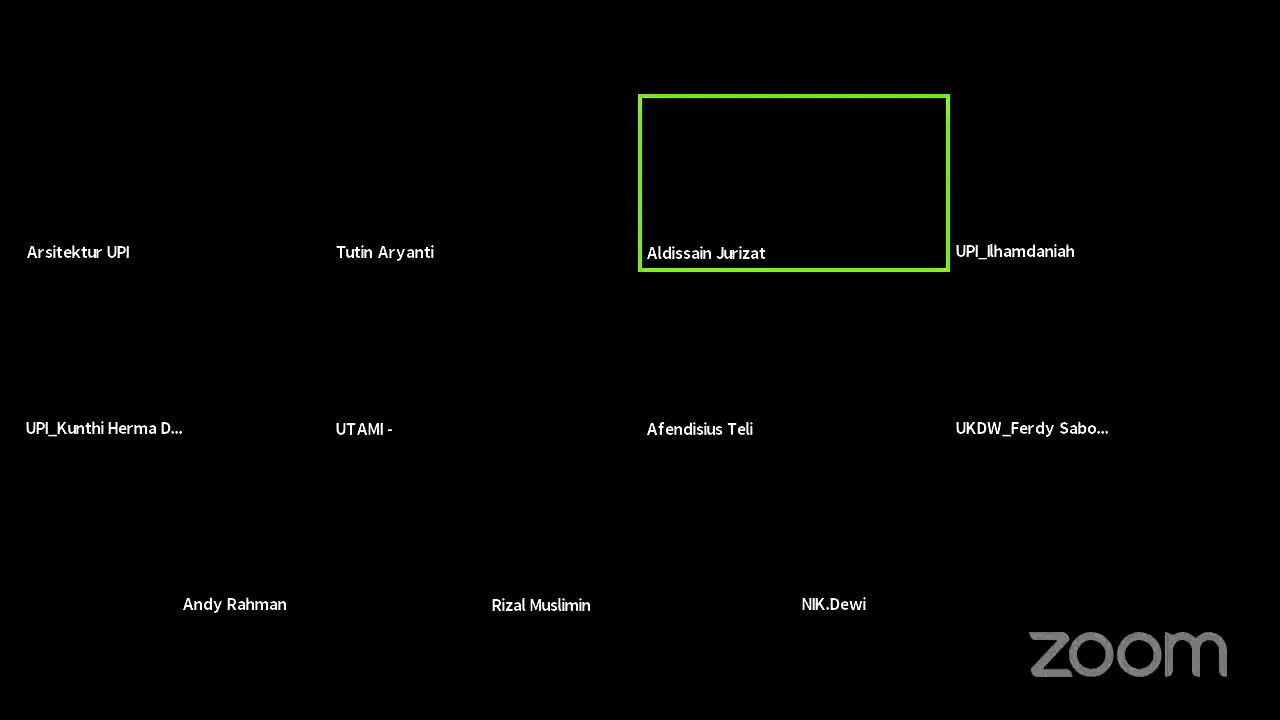 Arsitektur UPI
Tutin Aryanti
Aldissain Jurizat
UPI_Ilhamdaniah
UPI_Kunthi Herma D...
UTAMI -
Afendisius Teli
UKDW_Ferdy Sabo...
Andy Rahman
Rizal Muslimin
NIK.Dewi
zoom